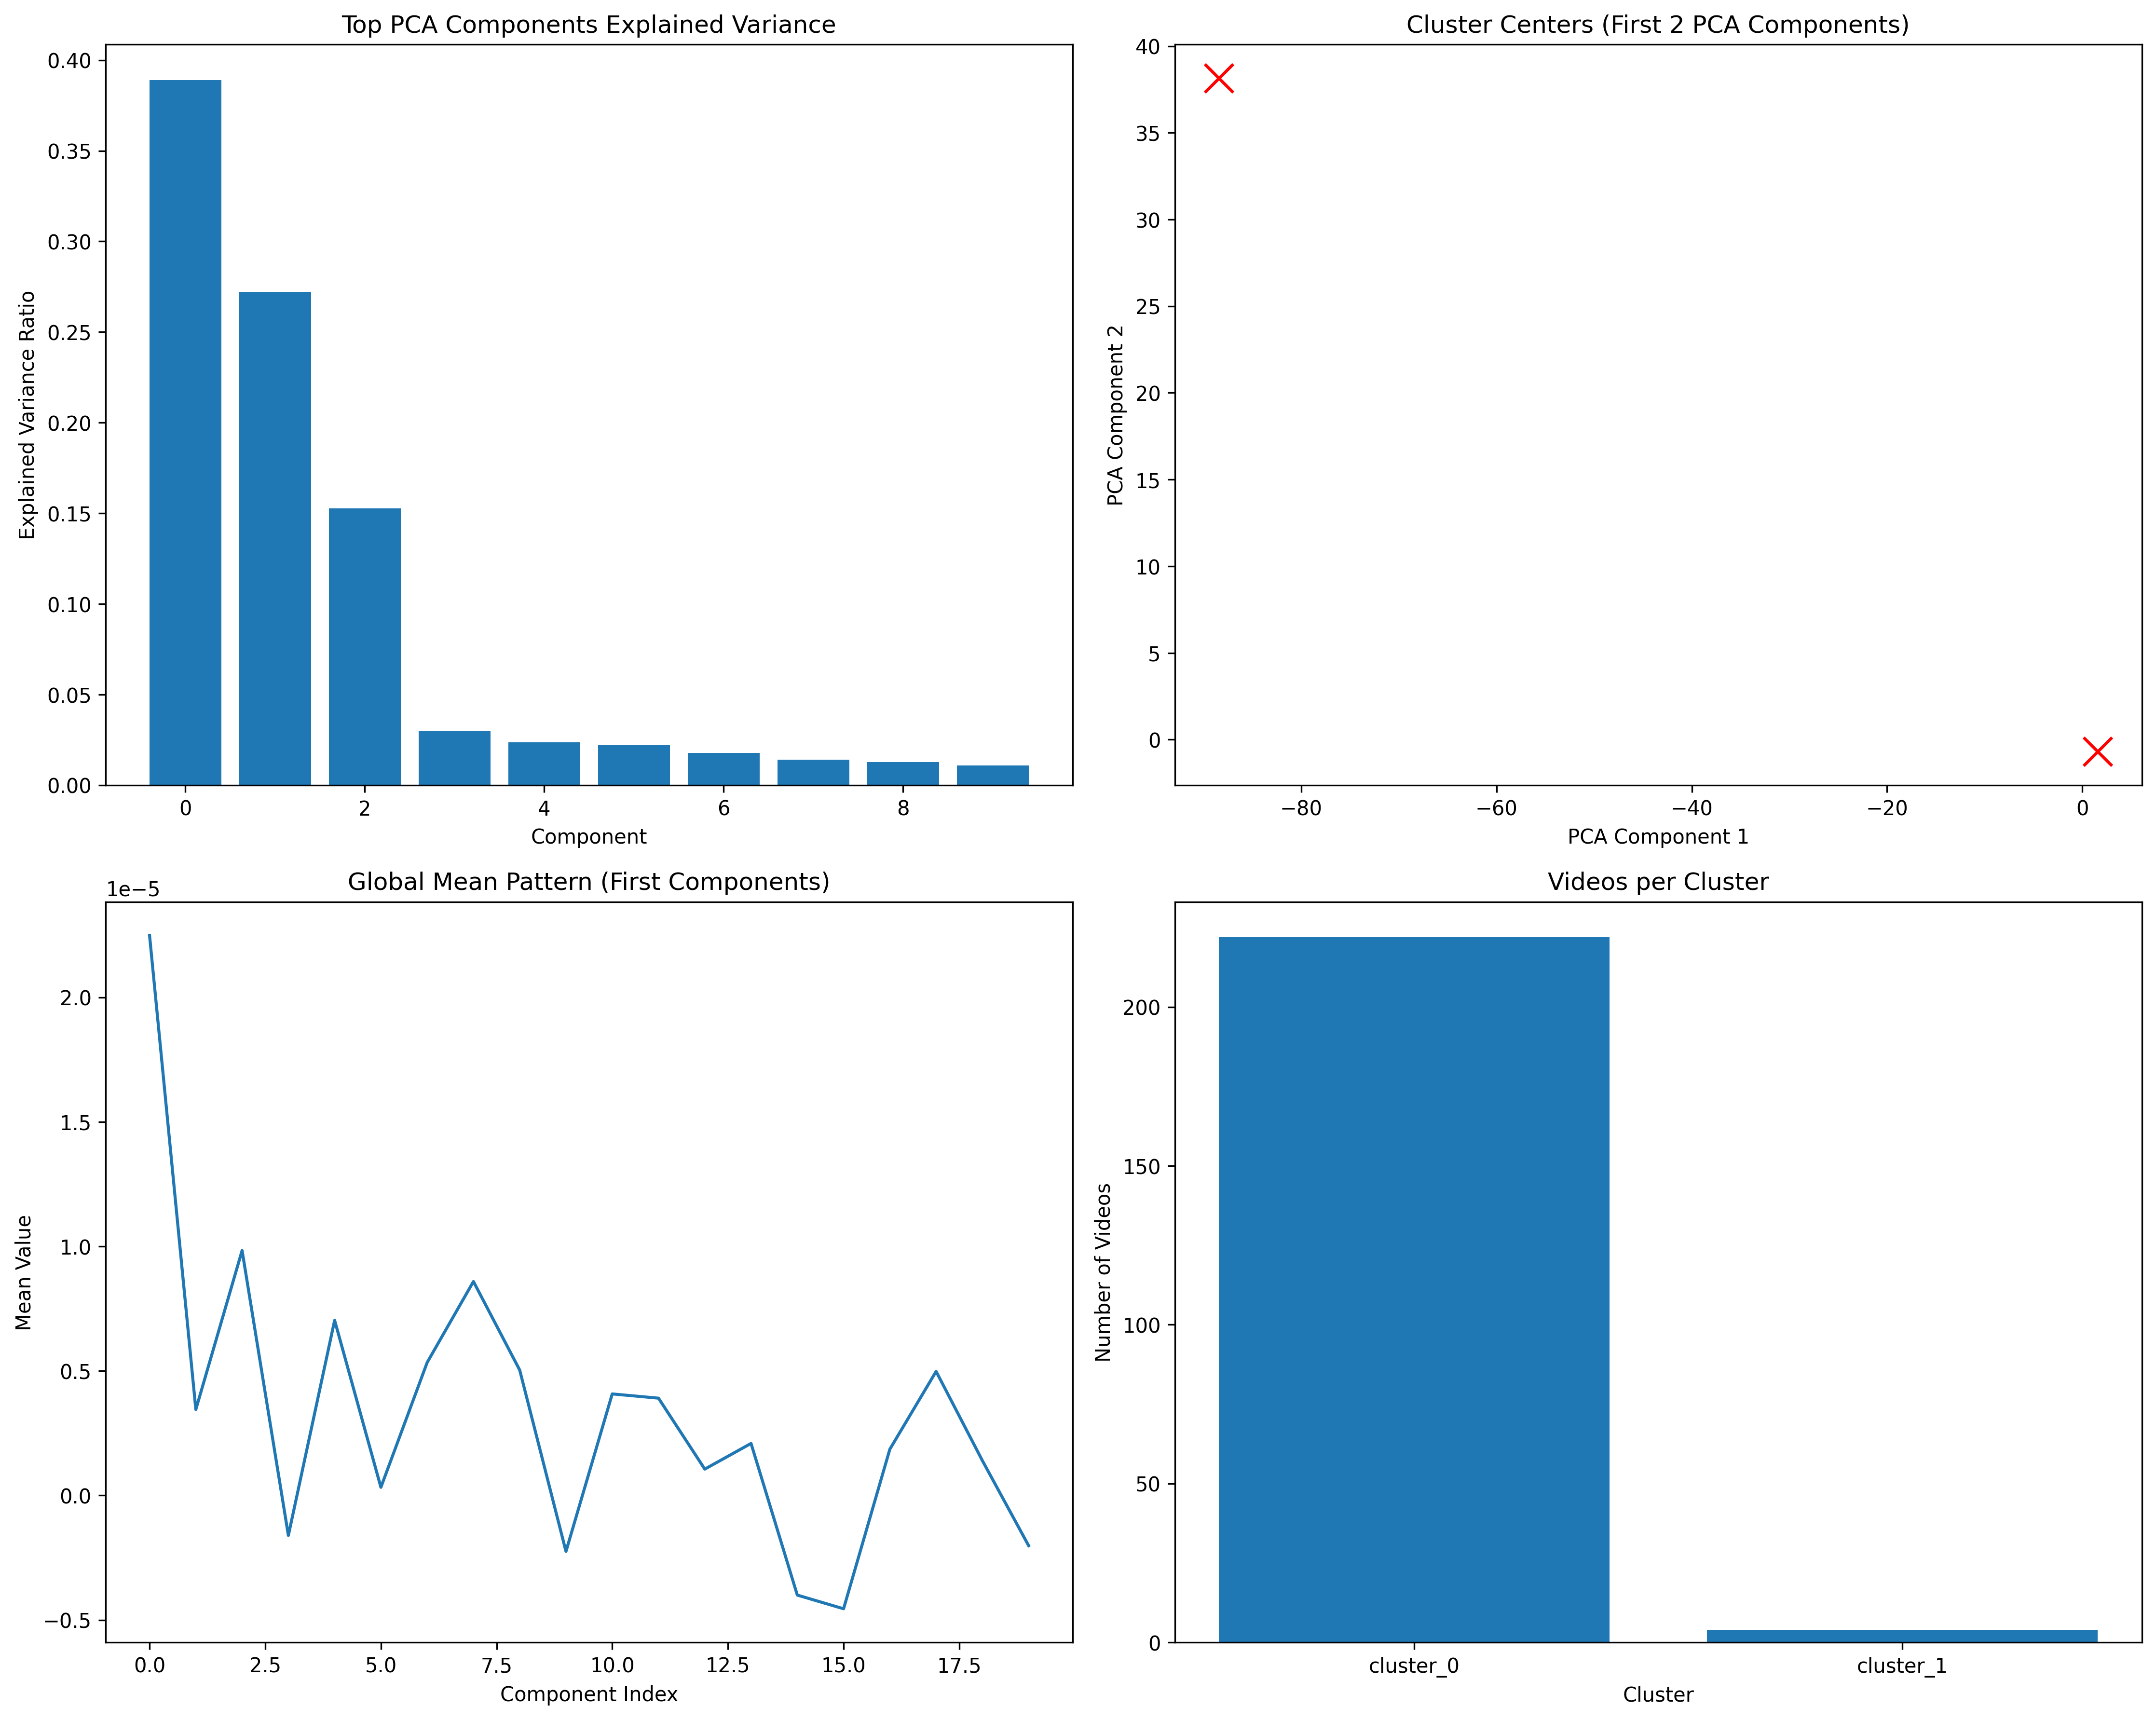 Top PCA Components Explained Variance
0.40
0.35
0.30
0.25
0.20
0.15
0.10
0.05
0.00
Explained Variance Ratio
0 2 4 6 8
Component
Cluster Centers (First 2 PCA Components)
40
35
30
25
20
15
10
5
0
PCA Component 2
−80 −60 −40 −20 0
PCA Component 1
Global Mean Pattern (First Components)
1e−5
2.0
1.5
1.0
0.5
0.0
−0.5
Mean Value
0.0 2.5 5.0 7.5 10.0 12.5 15.0 17.5
Component Index
Videos per Cluster
200
150
100
50
0
Number of Videos
cluster_0 cluster_1
Cluster